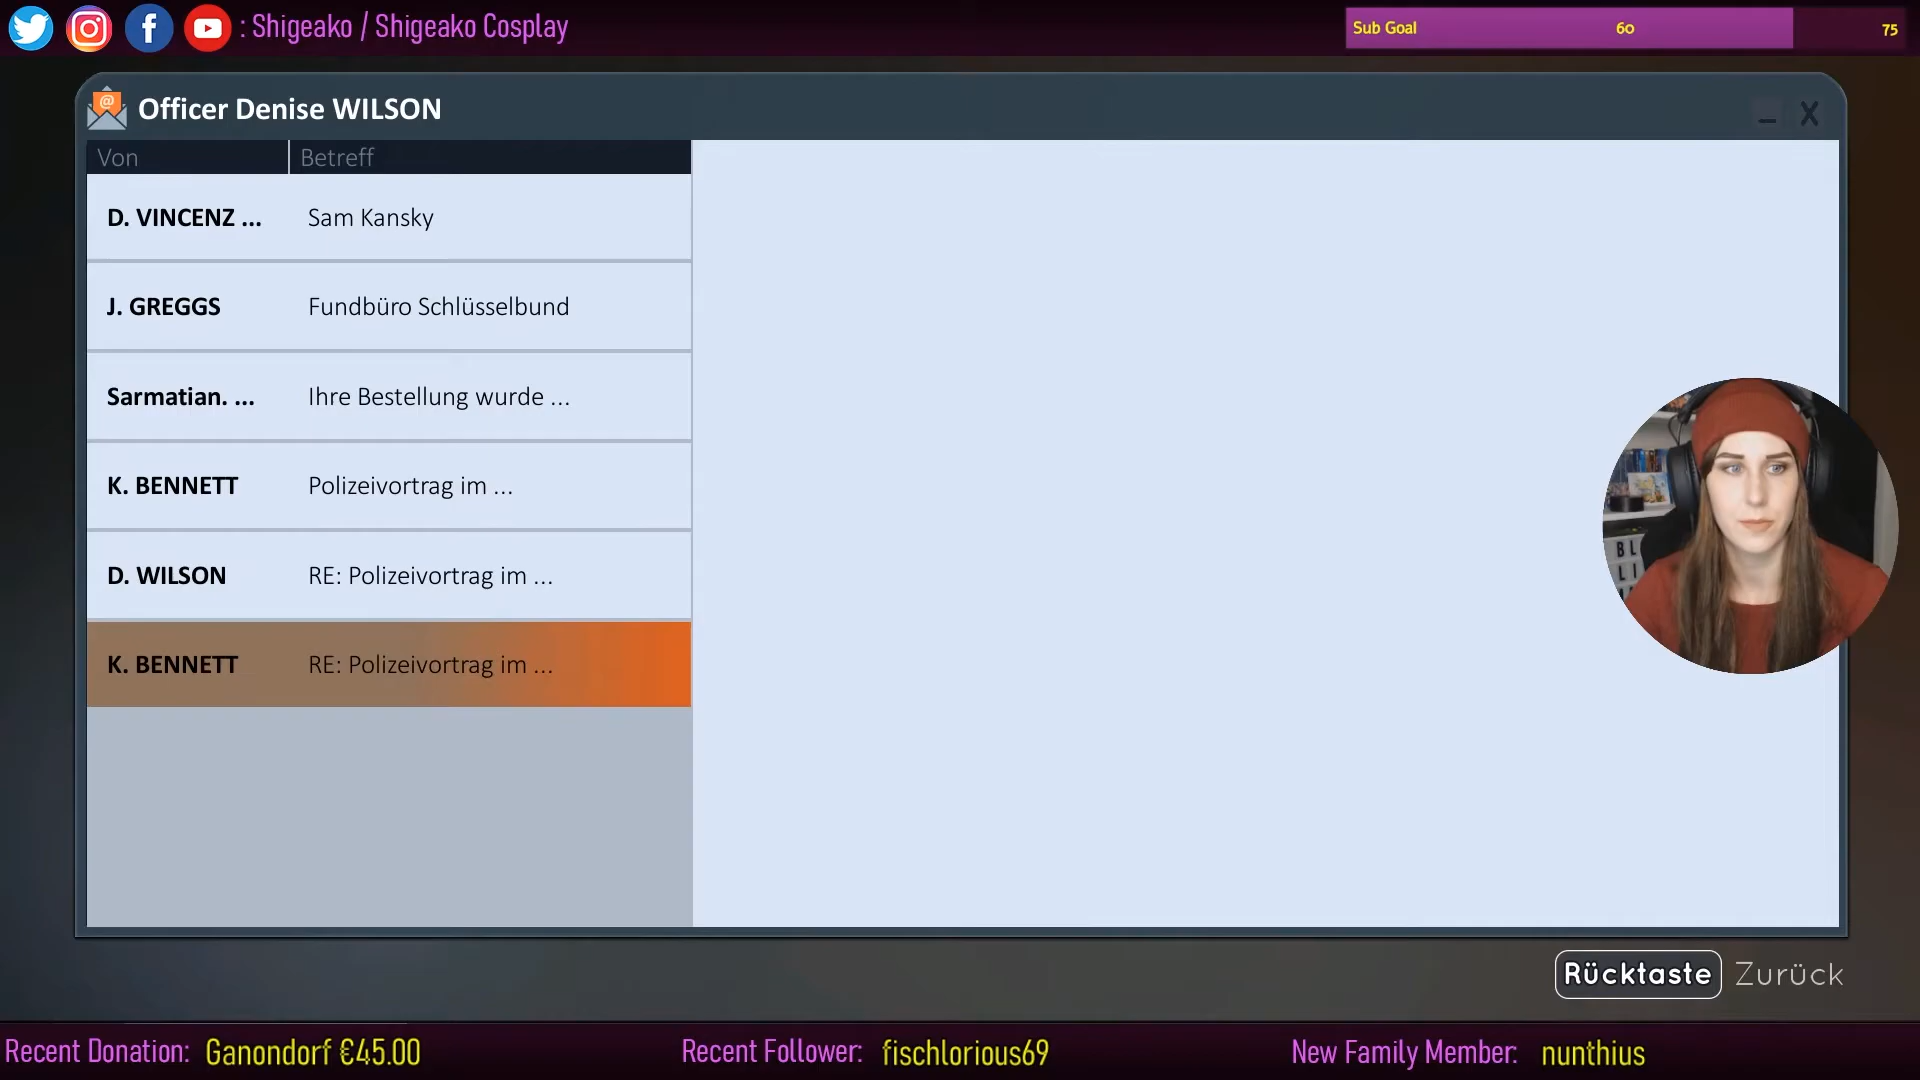 : Shigeako / Shigeako Cosplay
Sub Goal 60 75
Officer Denise WILSON
Von Betreff
D. VINCENZ ... Sam Kansky
J. GREGGS Fundbüro Schlüsselbund
Sarmatian. ... Ihre Bestellung wurde ...
K. BENNETT Polizeivortrag im ...
D. WILSON RE: Polizeivortrag im ...
K. BENNETT RE: Polizeivortrag im ...
BL
LI
Rücktaste Zurück
Recent Donation: Ganondorf €45.00 Recent Follower: fischlorious69 New Family Member: nunthius